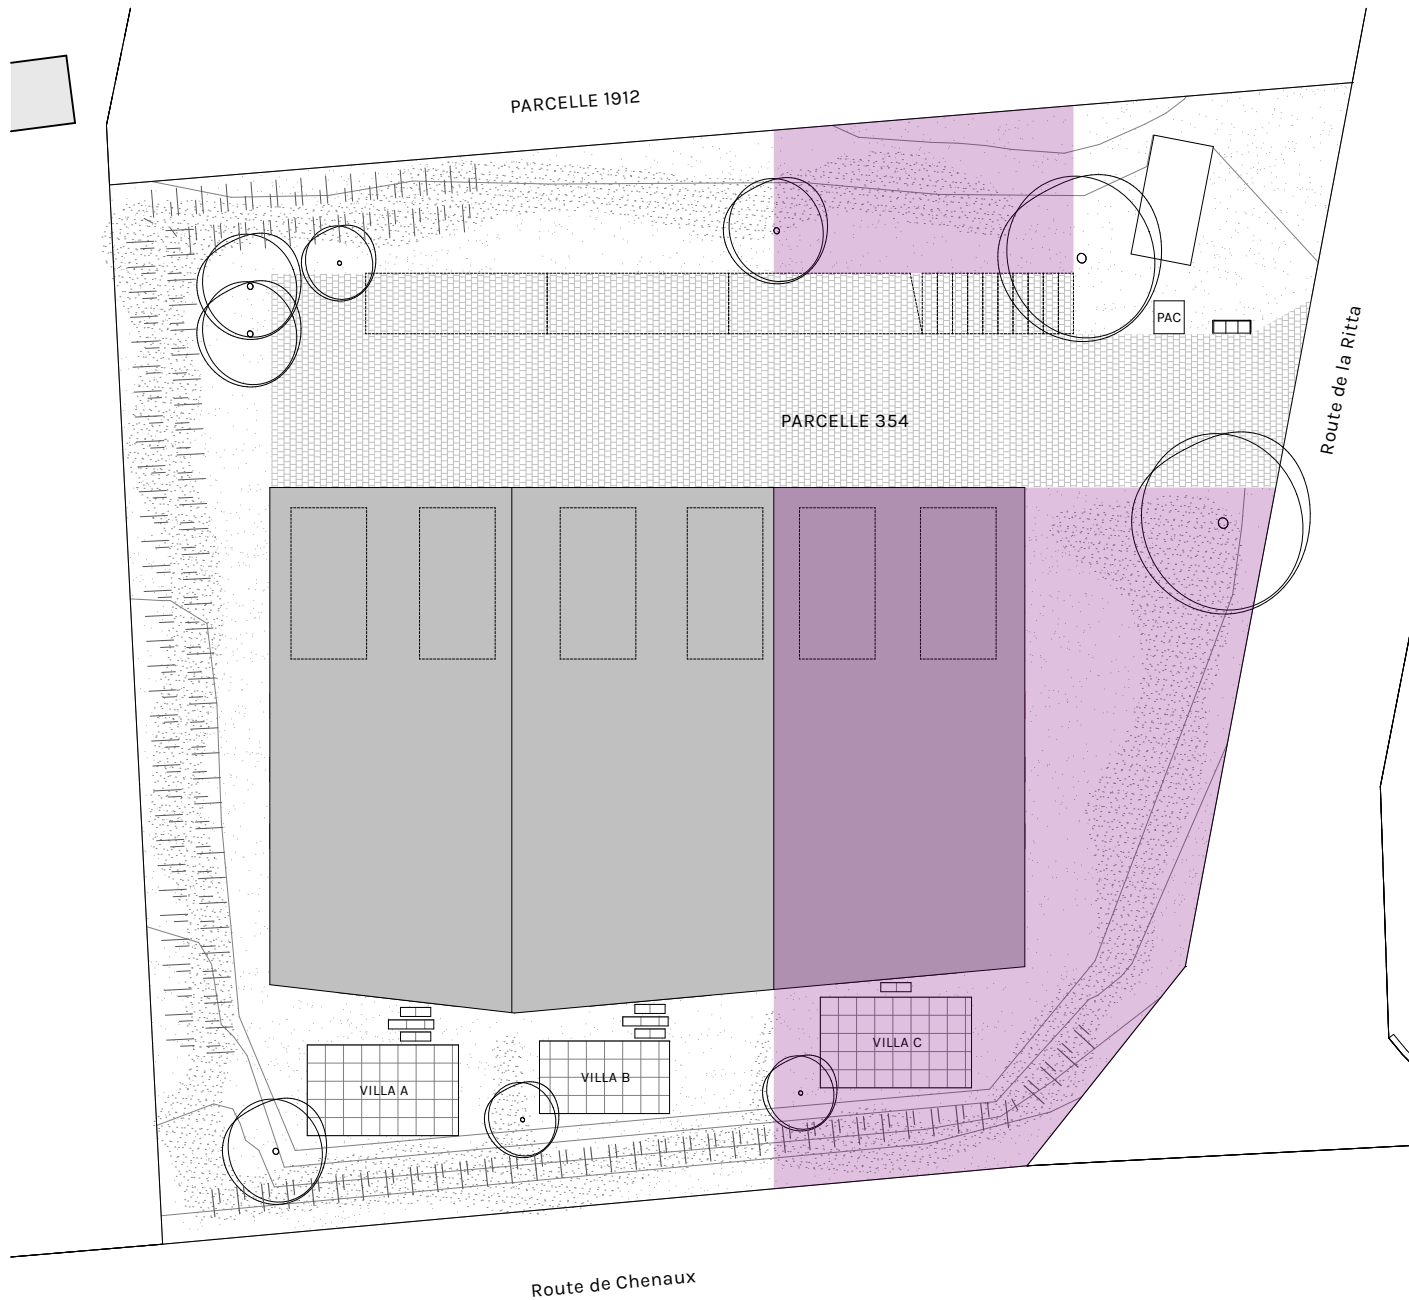 PARCELLE 1912
PAC
Route de la Ritta
PARCELLE 354
VILLA A
VILLA B
VILLA C
Route de Chenaux